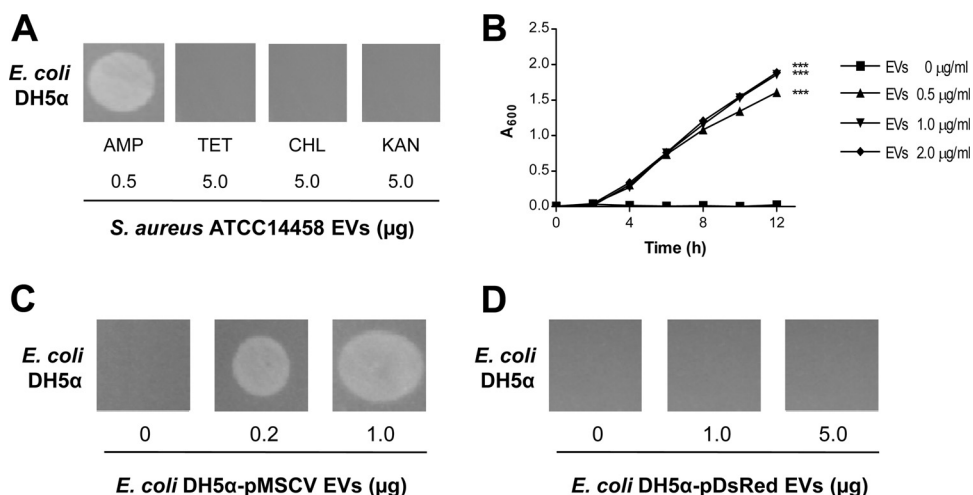 A
E. coli
DH5α
AMP TET CHL KAN
0.5 5.0 5.0 5.0
S. aureus ATCC14458 EVs (µg)
B
A600
2.5
2.0
1.5
1.0
0.5
0.0
0 4 8 12
Time (h)
***
***
***
EVs 0 µg/ml
EVs 0.5 µg/ml
EVs 1.0 µg/ml
EVs 2.0 µg/ml
C
E. coli
DH5α
0 0.2 1.0
E. coli DH5α-pMSCV EVs (µg)
D
E. coli
DH5α
0 1.0 5.0
E. coli DH5α-pDsRed EVs (µg)